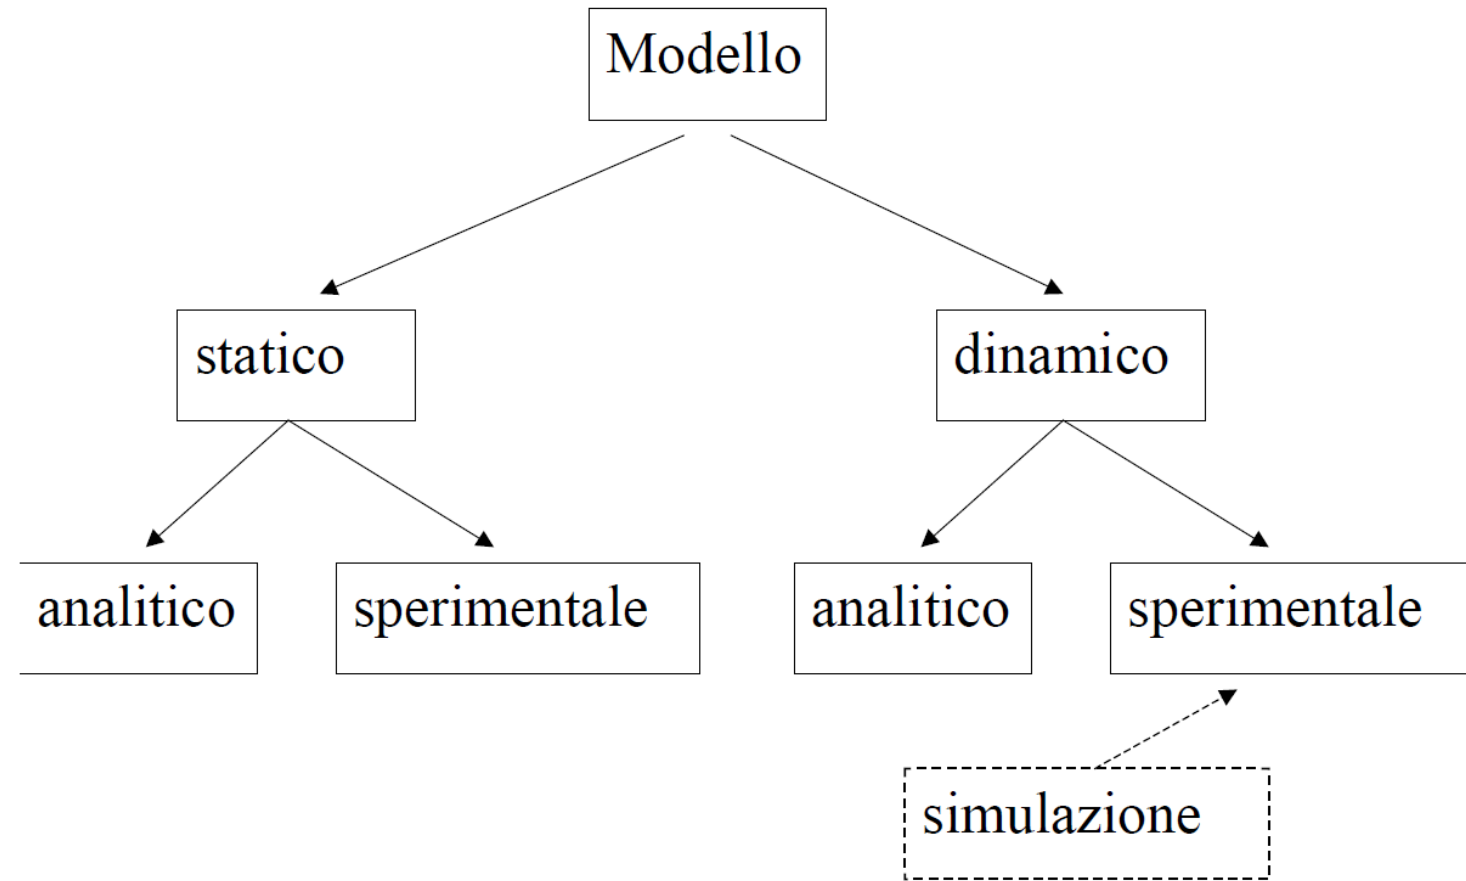 Modello
statico
dinamico
analitico
sperimentale
analitico
sperimentale
simulazione